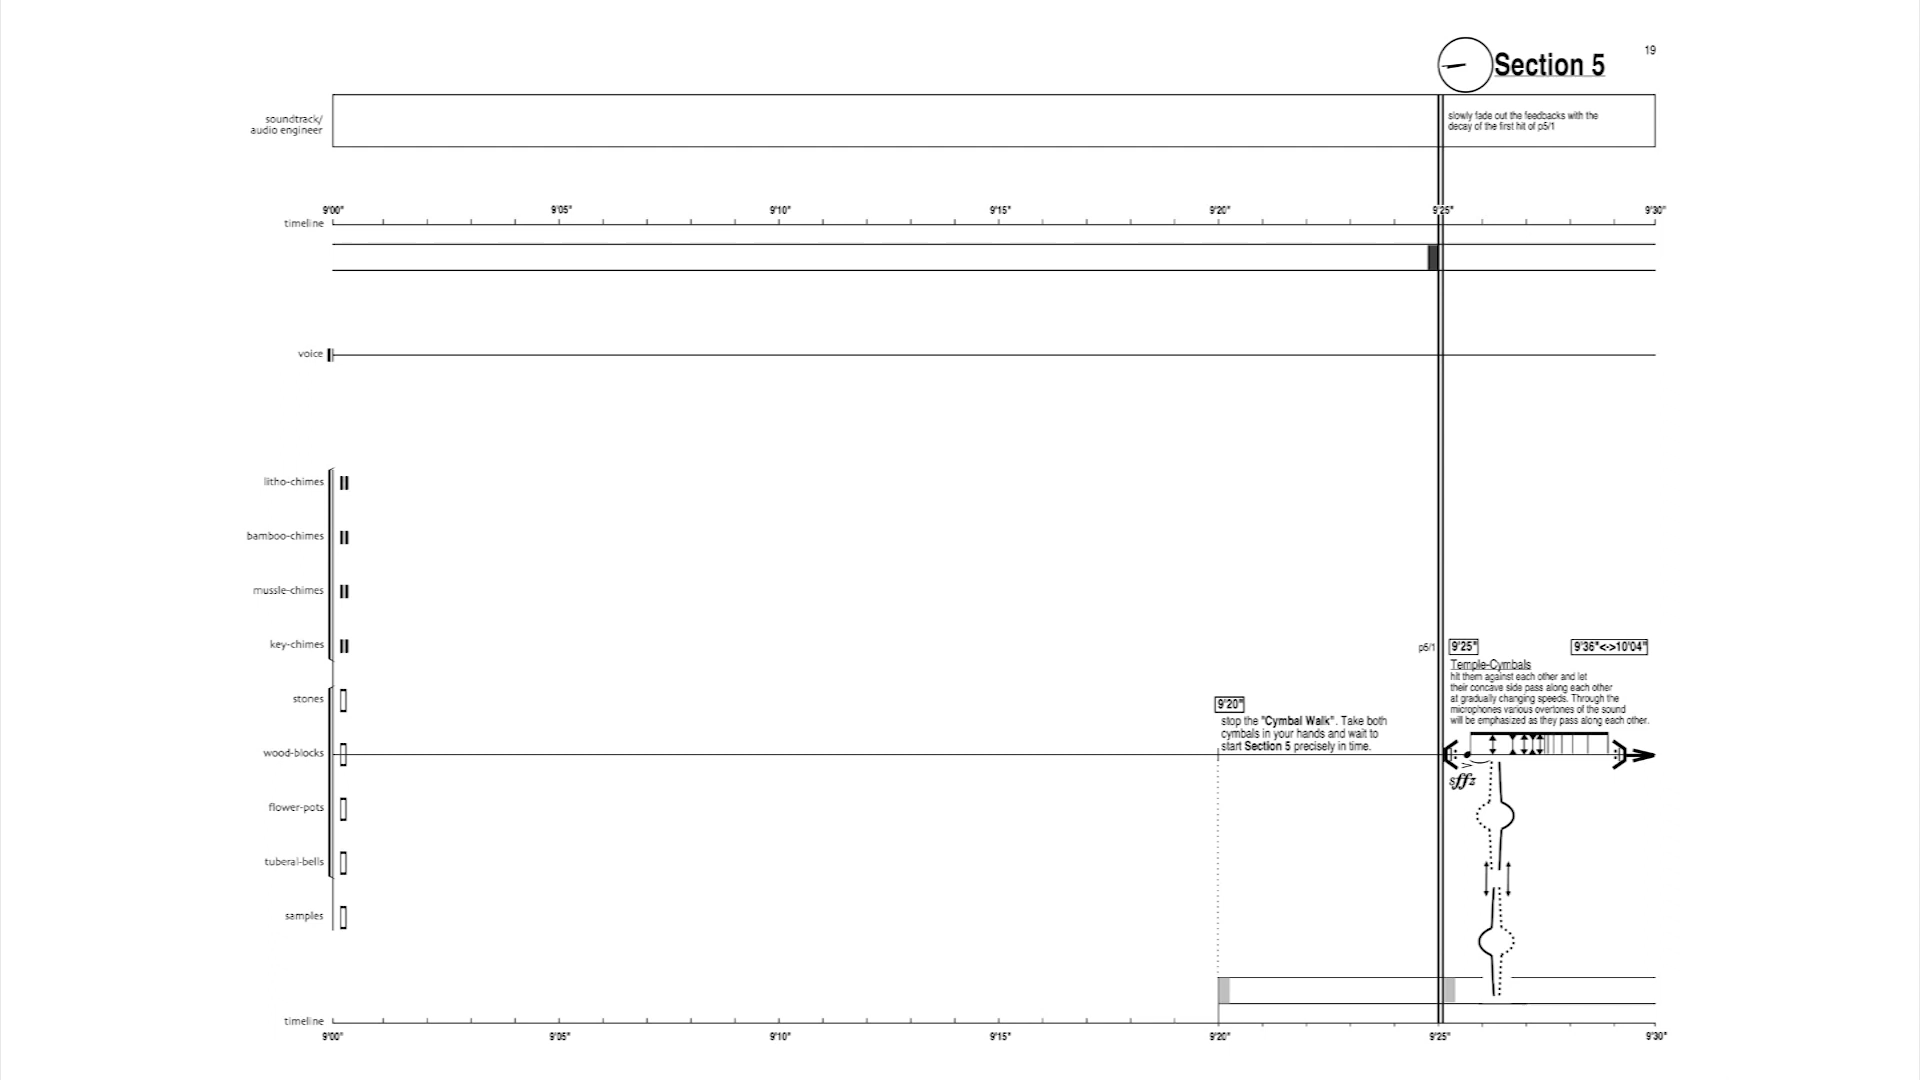 19
Section 5
soundtrack/
audio engineer
slowly fade out the feedbacks with the
decay of the first hit of p5/1
9'00" 9'05" 9'10" 9'15" 9'20" 9'25" 9'30"
timeline
voice
litho-chimes
bamboo-chimes
mussle-chimes
key-chimes
stones
wood-blocks
flower-pots
tuberal-bells
samples
9'20"
stop the "Cymbal Walk". Take both
cymbals in your hands and wait to
start Section 5 precisely in time.
p5/1
9'25"
9'36"<->10'04"
Temple-Cymbals
hit them against each other and let
their concave side pass along each other
at gradually changing speeds. Through the
microphones various overtones of the sound
will be emphasized as they pass along each other.
sffz
timeline
9'00" 9'05" 9'10" 9'15" 9'20" 9'25" 9'30"